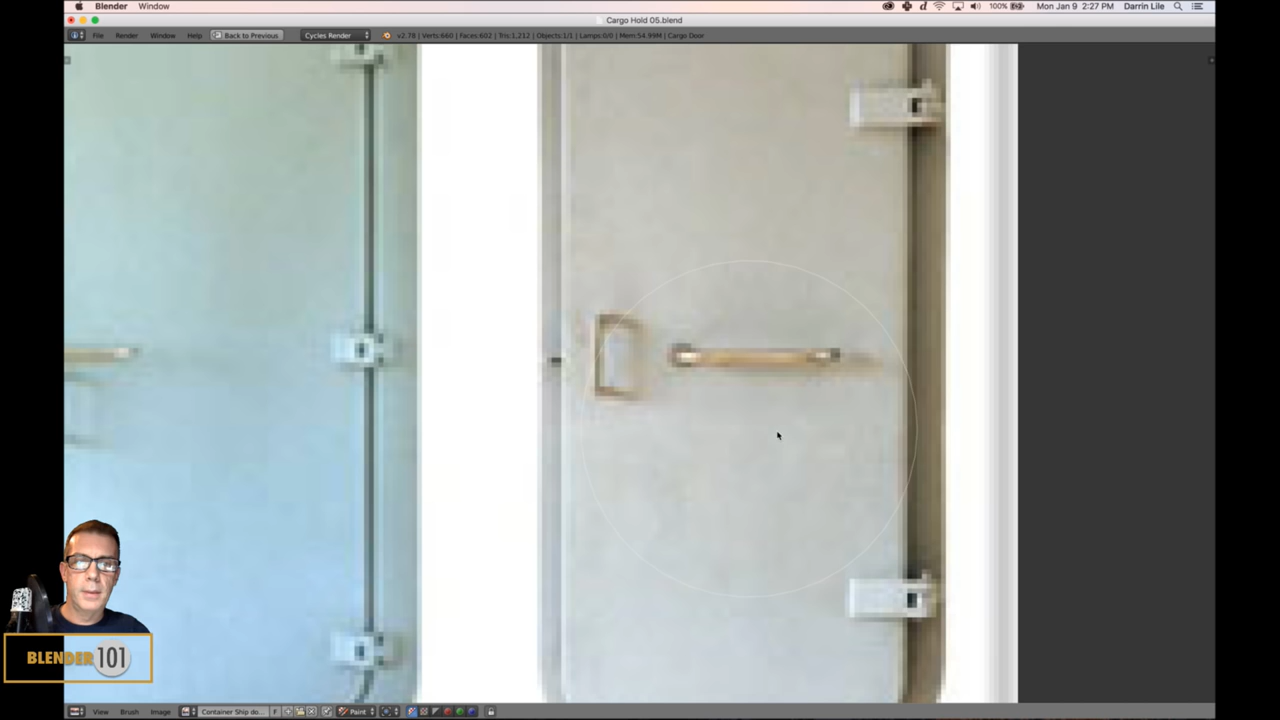 Blender Window
100% Mon Jan 9 2:27 PM Darrin Lile
Cargo Hold 05.blend
File Render Window Help Back to Previous Cycles Render v2.78 | Verts:660 | Faces:602 | Tris:1,212 | Objects:1/1 | Lamps:0/0 | Mem:54.99M | Cargo Door
BLENDER 101
View Brush Image Container Ship do... F Paint